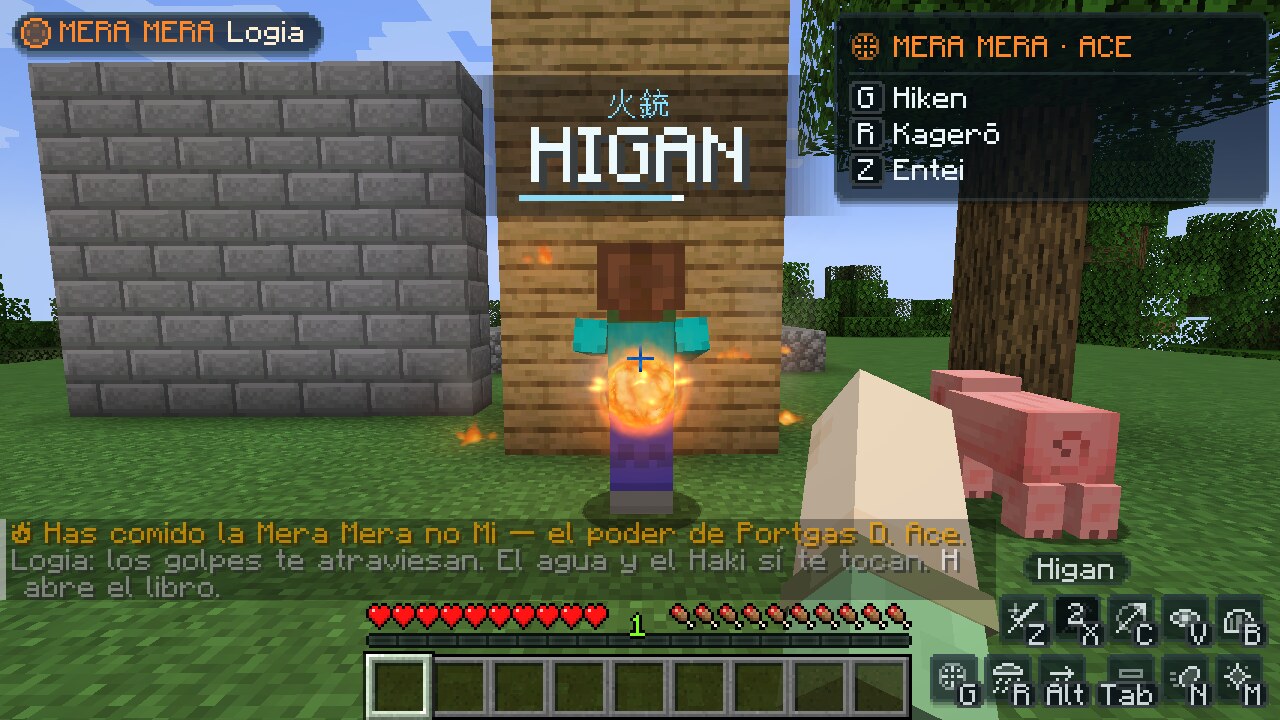 MERA MERA Logia
MERA MERA · ACE
G Hiken
R Kagerō
Z Entei
火銃
HIGAN
Has comido la Mera Mera no Mi — el poder de Portgas D. Ace.
Logia: los golpes te atraviesan. El agua y el Haki sí te tocan. H
abre el libro.
Higan
1
Z
2 X
C
V
B
G
R
Alt
Tab
N
M